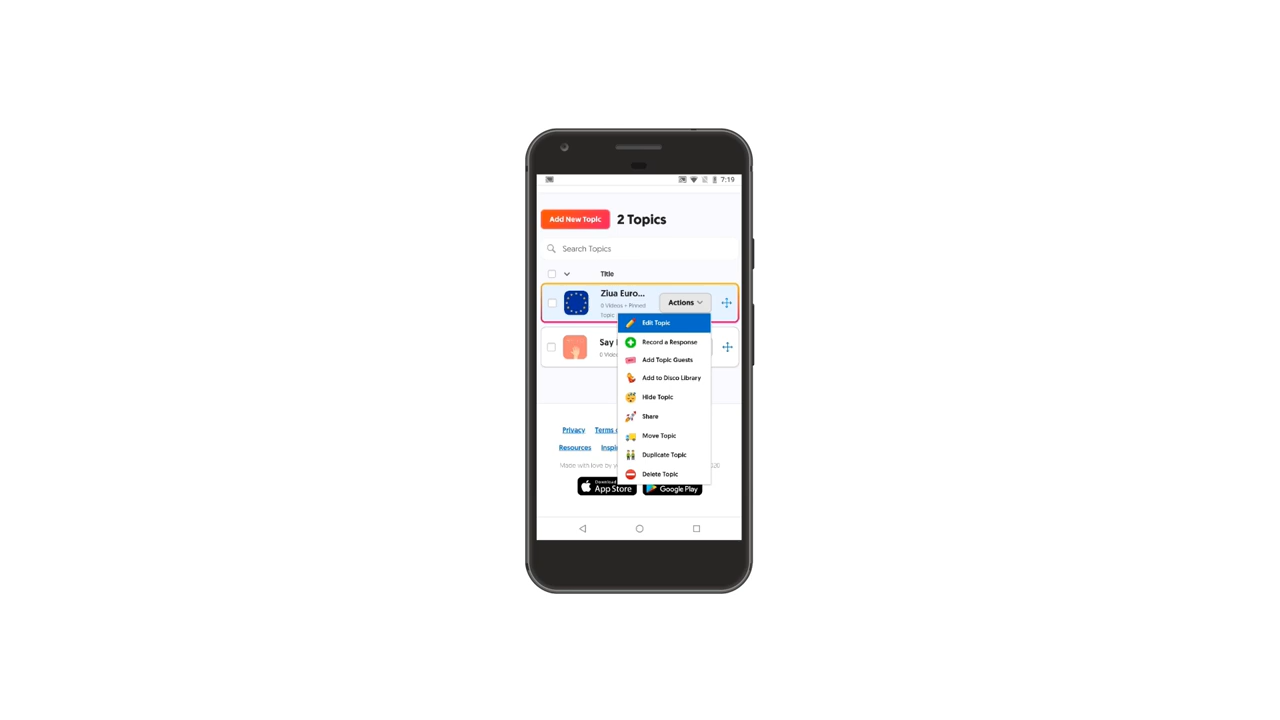 7:19
Add New Topic
2 Topics
Search Topics
Title
Ziua Euro...
0 Videos • Pinned
Topic
Actions
Edit Topic
Record a Response
Add Topic Guests
Add to Disco Library
Hide Topic
Share
Move Topic
Duplicate Topic
Delete Topic
Say
0
Privacy Terms
Resources
Made with love by
App Store
Google Play